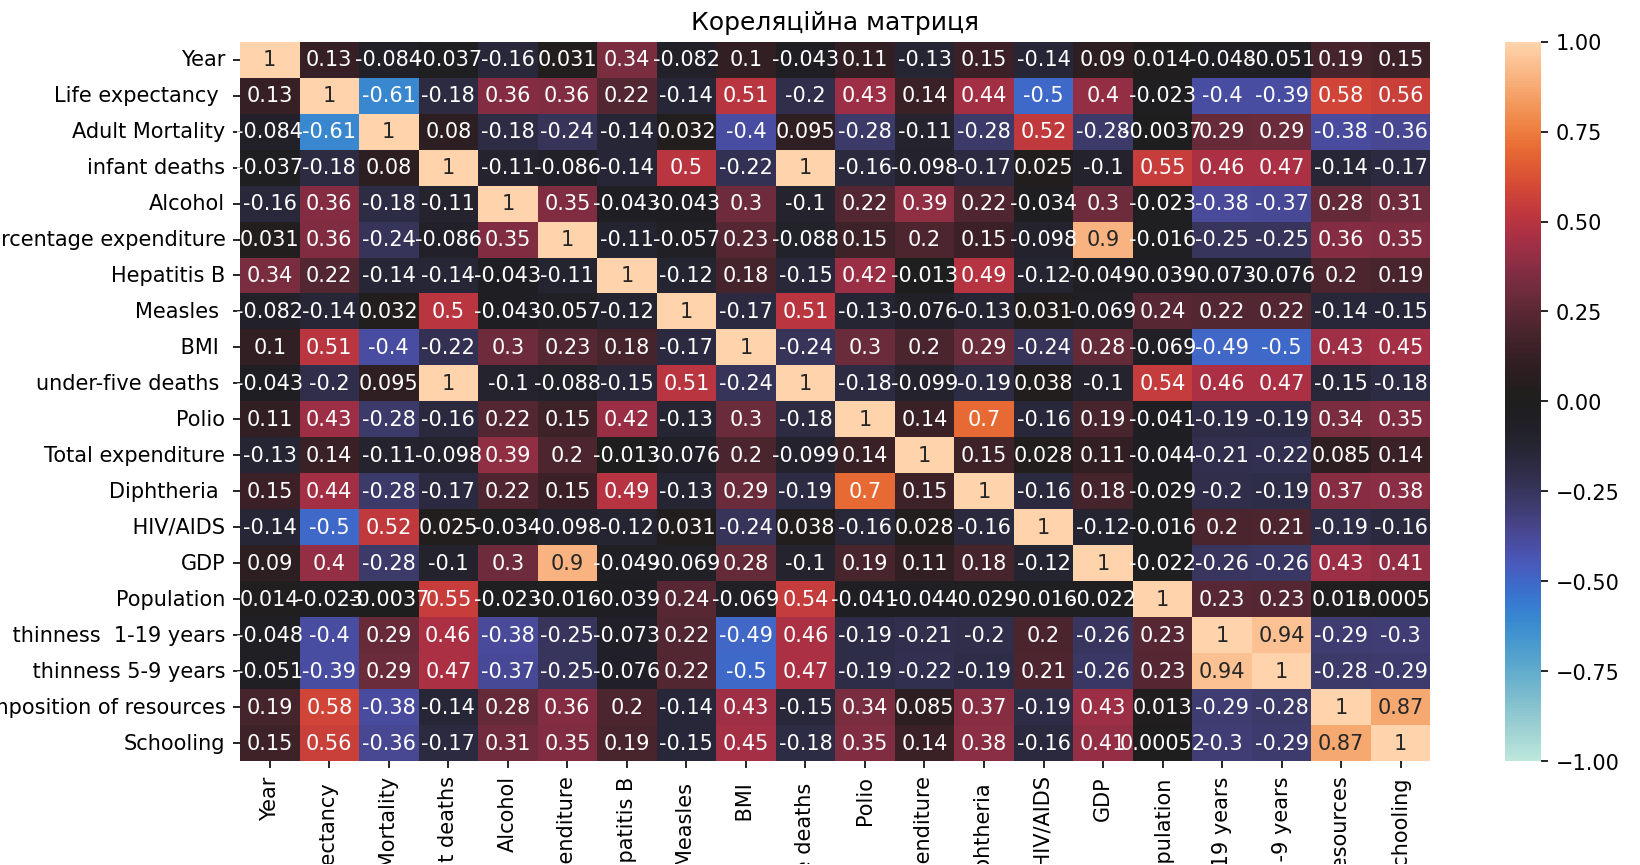 Кореляційна матриця
Year 1 0.13 -0.084 -0.037 -0.16 0.031 0.34 -0.082 0.1 -0.043 0.11 -0.13 0.15 -0.14 0.09 0.014 -0.048 -0.051 0.19 0.15 1.00
Life expectancy 0.13 1 -0.61 -0.18 0.36 0.36 0.22 -0.14 0.51 -0.2 0.43 0.14 0.44 -0.5 0.4 -0.023 -0.4 -0.39 0.58 0.56
Adult Mortality -0.084 -0.61 1 0.08 -0.18 -0.24 -0.14 0.032 -0.4 0.095 -0.28 -0.11 -0.28 0.52 -0.28 -0.0037 0.29 0.29 -0.38 -0.36 0.75
infant deaths -0.037 -0.18 0.08 1 -0.11 -0.086 -0.14 0.5 -0.22 1 -0.16 -0.098 -0.17 0.025 -0.1 0.55 0.46 0.47 -0.14 -0.17
Alcohol -0.16 0.36 -0.18 -0.11 1 0.35 -0.043 -0.043 0.3 -0.1 0.22 0.39 0.22 -0.034 0.3 -0.023 -0.38 -0.37 0.28 0.31 0.50
rcentage expenditure 0.031 0.36 -0.24 -0.086 0.35 1 -0.11 -0.057 0.23 -0.088 0.15 0.2 0.15 -0.098 0.9 -0.016 -0.25 -0.25 0.36 0.35
Hepatitis B 0.34 0.22 -0.14 -0.14 -0.043 -0.11 1 -0.12 0.18 -0.15 0.42 -0.013 0.49 -0.12 -0.049 -0.039 -0.073 -0.076 0.2 0.19
Measles -0.082 -0.14 0.032 0.5 -0.043 -0.057 -0.12 1 -0.17 0.51 -0.13 -0.076 -0.13 0.031 -0.069 0.24 0.22 0.22 -0.14 -0.15 0.25
BMI 0.1 0.51 -0.4 -0.22 0.3 0.23 0.18 -0.17 1 -0.24 0.3 0.2 0.29 -0.24 0.28 -0.069 -0.49 -0.5 0.43 0.45
under-five deaths -0.043 -0.2 0.095 1 -0.1 -0.088 -0.15 0.51 -0.24 1 -0.18 -0.099 -0.19 0.038 -0.1 0.54 0.46 0.47 -0.15 -0.18 0.00
Polio 0.11 0.43 -0.28 -0.16 0.22 0.15 0.42 -0.13 0.3 -0.18 1 0.14 0.7 -0.16 0.19 -0.041 -0.19 -0.19 0.34 0.35
Total expenditure -0.13 0.14 -0.11 -0.098 0.39 0.2 -0.013 -0.076 0.2 -0.099 0.14 1 0.15 0.028 0.11 -0.044 -0.21 -0.22 0.085 0.14
Diphtheria 0.15 0.44 -0.28 -0.17 0.22 0.15 0.49 -0.13 0.29 -0.19 0.7 0.15 1 -0.16 0.18 -0.029 -0.2 -0.19 0.37 0.38 −0.25
HIV/AIDS -0.14 -0.5 0.52 0.025 -0.034 -0.098 -0.12 0.031 -0.24 0.038 -0.16 0.028 -0.16 1 -0.12 -0.016 0.2 0.21 -0.19 -0.16
GDP 0.09 0.4 -0.28 -0.1 0.3 0.9 -0.049 -0.069 0.28 -0.1 0.19 0.11 0.18 -0.12 1 -0.022 -0.26 -0.26 0.43 0.41 −0.50
Population 0.014 -0.023 -0.0037 0.55 -0.023 -0.016 -0.039 0.24 -0.069 0.54 -0.041 -0.044 -0.029 -0.016 -0.022 1 0.23 0.23 0.013 0.0005
thinness  1-19 years -0.048 -0.4 0.29 0.46 -0.38 -0.25 -0.073 0.22 -0.49 0.46 -0.19 -0.21 -0.2 0.2 -0.26 0.23 1 0.94 -0.29 -0.3
thinness 5-9 years -0.051 -0.39 0.29 0.47 -0.37 -0.25 -0.076 0.22 -0.5 0.47 -0.19 -0.22 -0.19 0.21 -0.26 0.23 0.94 1 -0.28 -0.29 −0.75
mposition of resources 0.19 0.58 -0.38 -0.14 0.28 0.36 0.2 -0.14 0.43 -0.15 0.34 0.085 0.37 -0.19 0.43 0.013 -0.29 -0.28 1 0.87
Schooling 0.15 0.56 -0.36 -0.17 0.31 0.35 0.19 -0.15 0.45 -0.18 0.35 0.14 0.38 -0.16 0.41 0.00052 -0.3 -0.29 0.87 1 −1.00
Year
ectancy
Mortality
t deaths
Alcohol
enditure
patitis B
Measles
BMI
e deaths
Polio
enditure
ohtheria
HIV/AIDS
GDP
pulation
19 years
-9 years
esources
chooling